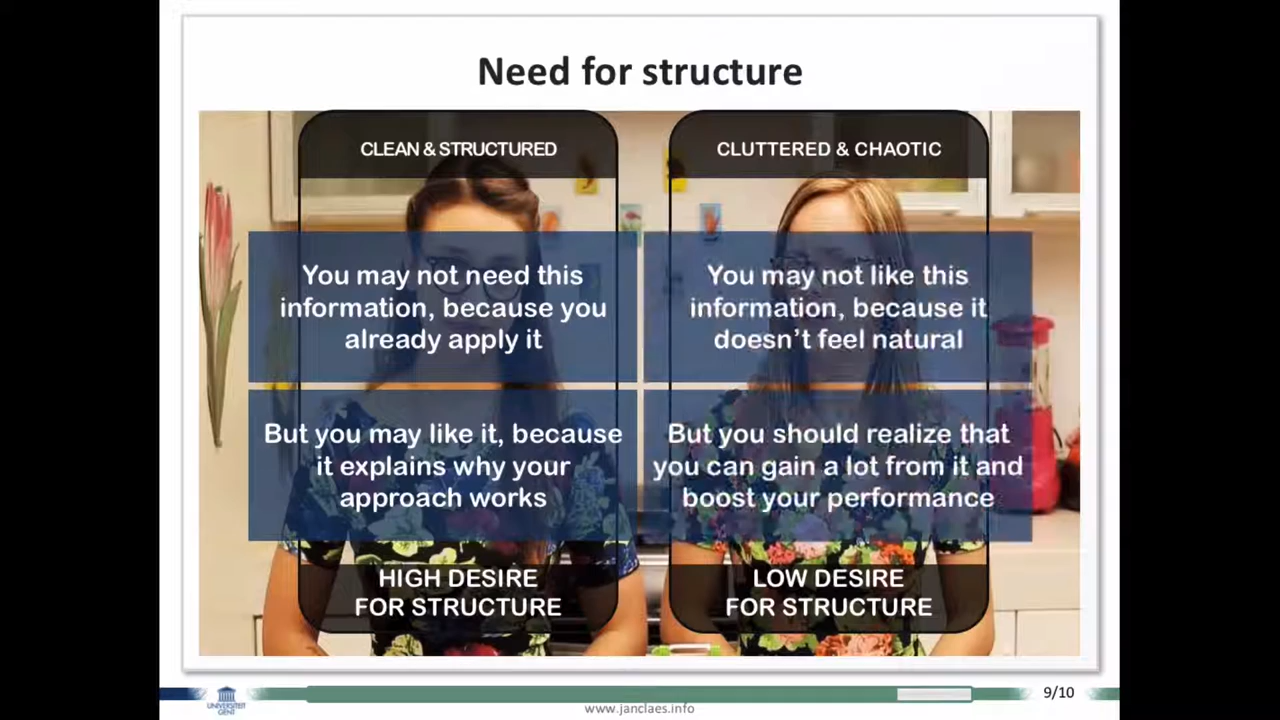 Need for structure
CLEAN & STRUCTURED
CLUTTERED & CHAOTIC
You may not need this
information, because you
already apply it
You may not like this
information, because it
doesn’t feel natural
But you may like it, because
it explains why your
approach works
But you should realize that
you can gain a lot from it and
boost your performance
HIGH DESIRE
FOR STRUCTURE
LOW DESIRE
FOR STRUCTURE
UNIVERSITEIT
GENT
www.janclaes.info
9/10